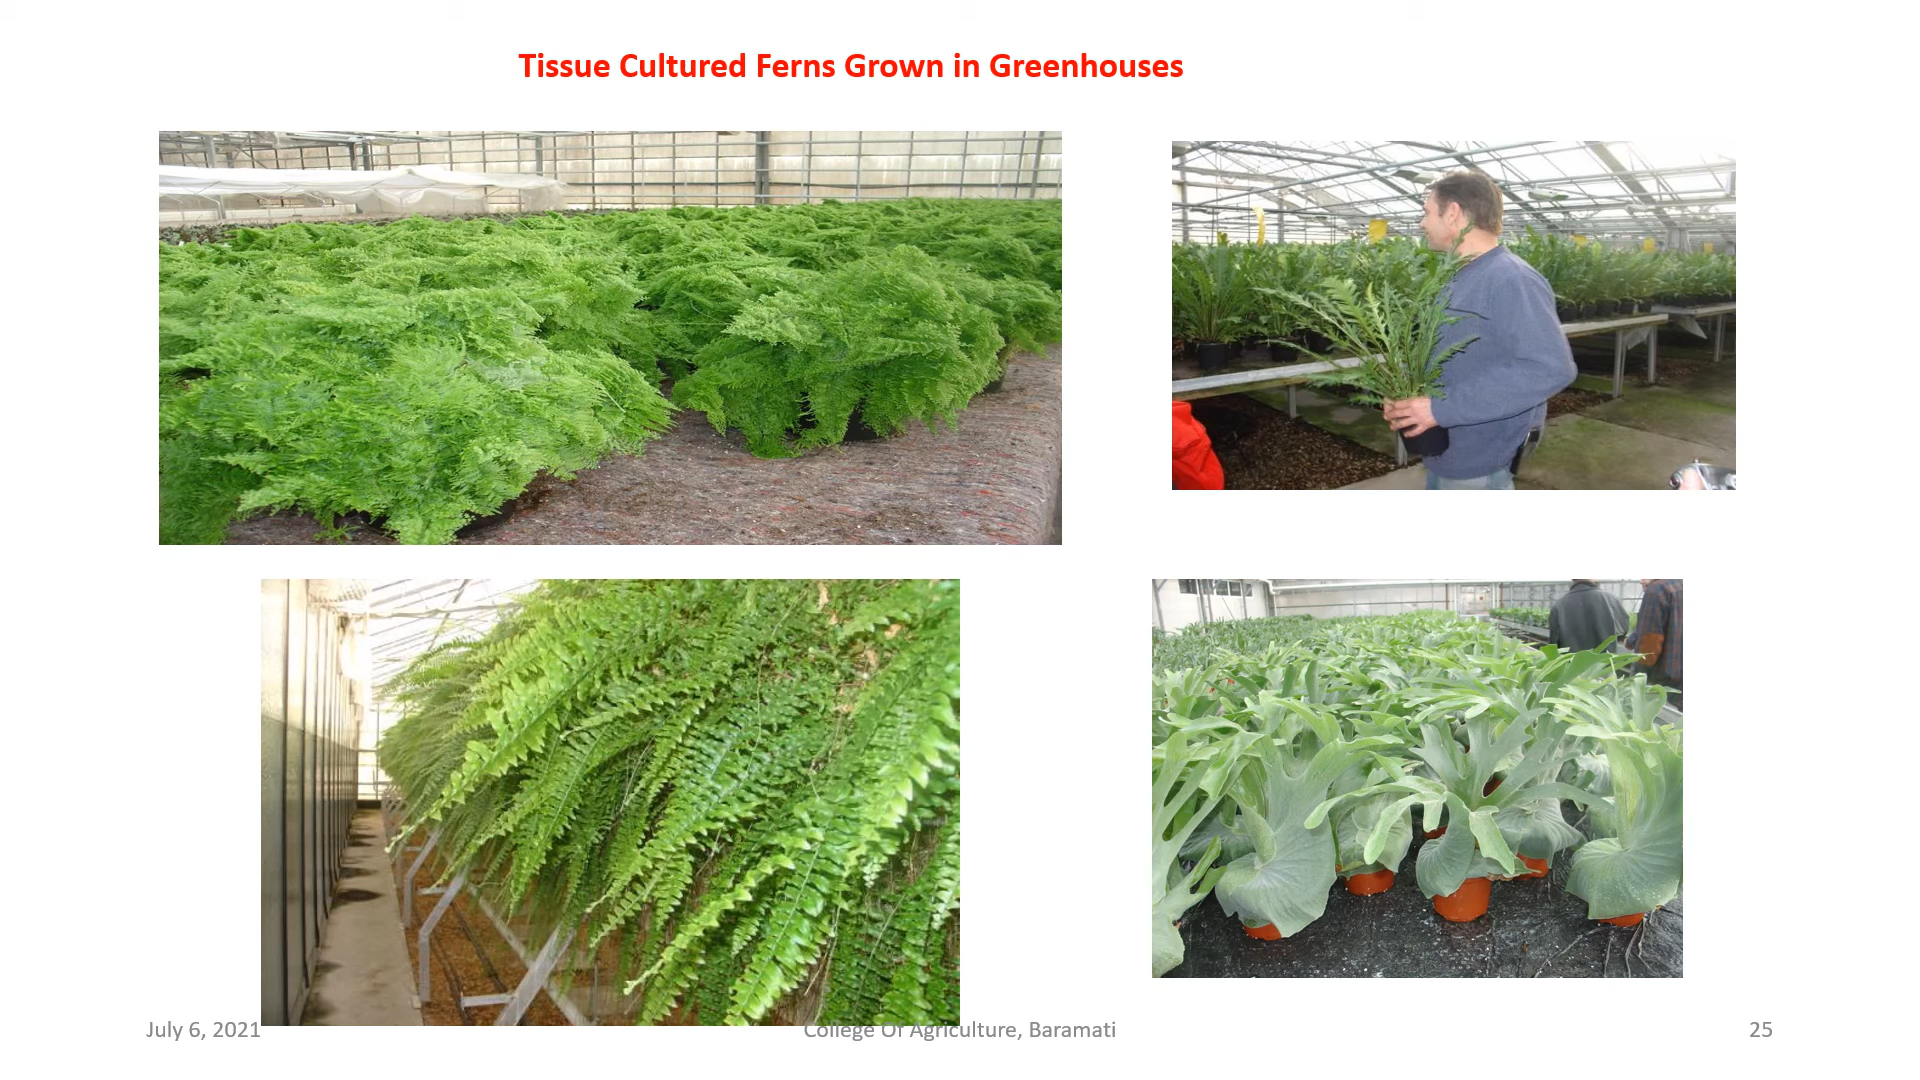 Tissue Cultured Ferns Grown in Greenhouses
July 6, 2021
College Of Agriculture, Baramati
25